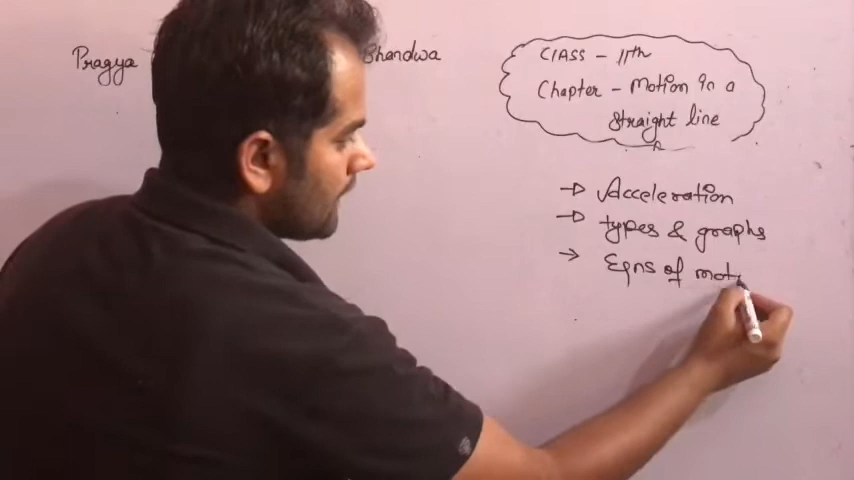 Pragya Bhandwa
CLASS - 11th
Chapter - Motion in a
straight line
→ Acceleration
→ types & graphs
→ Eqns of moti